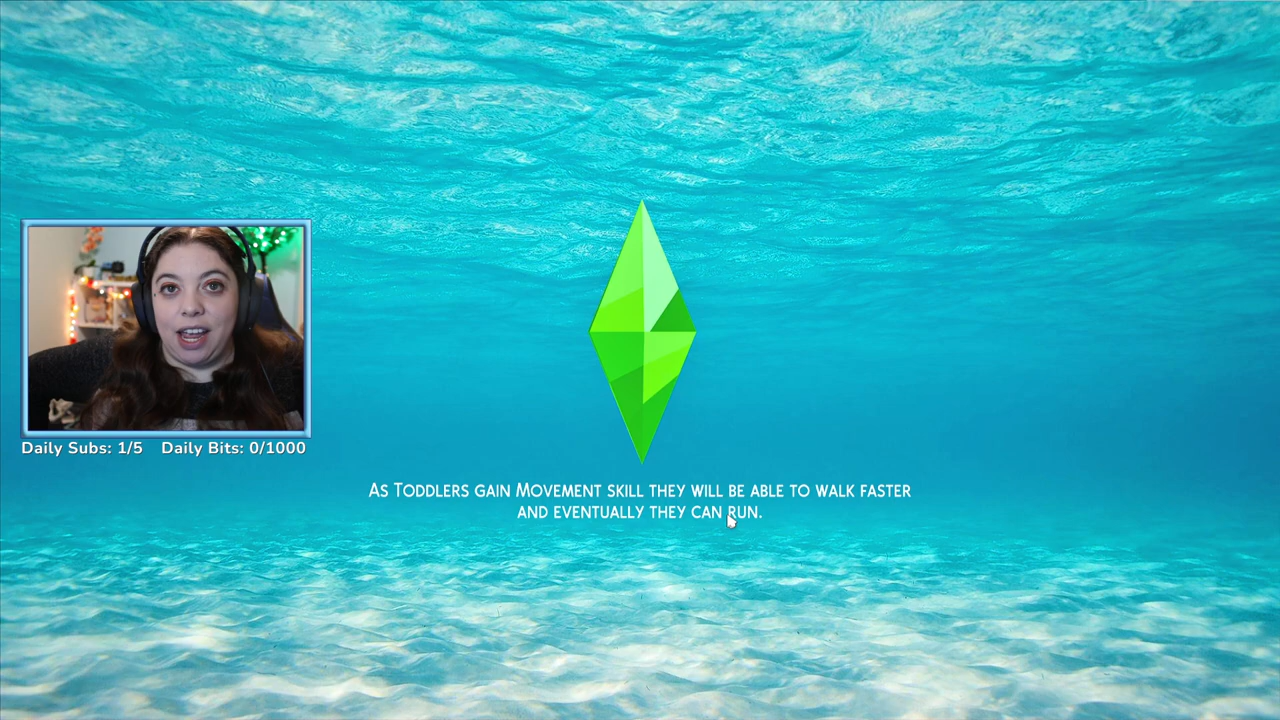 Daily Subs: 1/5 Daily Bits: 0/1000
As Toddlers gain Movement skill they will be able to walk faster
and eventually they can run.